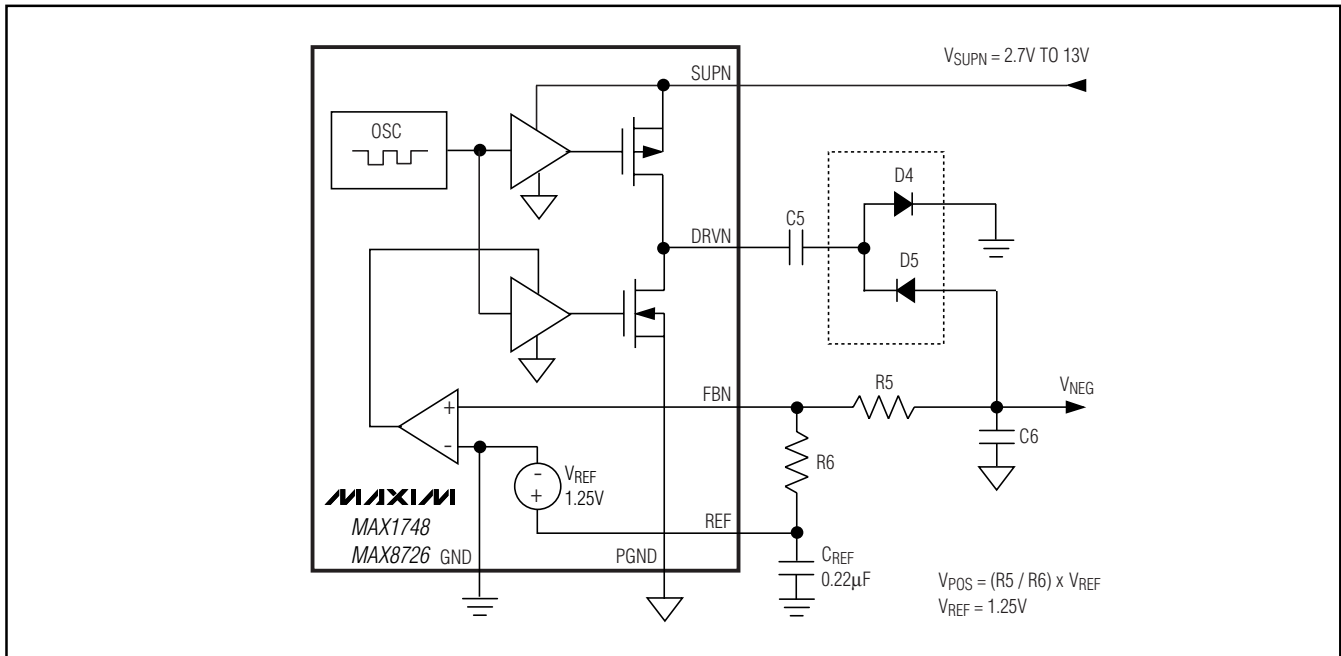 SUPN
V_SUPN = 2.7V TO 13V
OSC
D4
C5
DRVN
D5
FBN
R5
V_NEG
+
-
C6
R6
-
+
V_REF
1.25V
MAXIM
MAX1748
MAX8726
REF
GND
PGND
C_REF
0.22µF
V_POS = (R5 / R6) x V_REF
V_REF = 1.25V